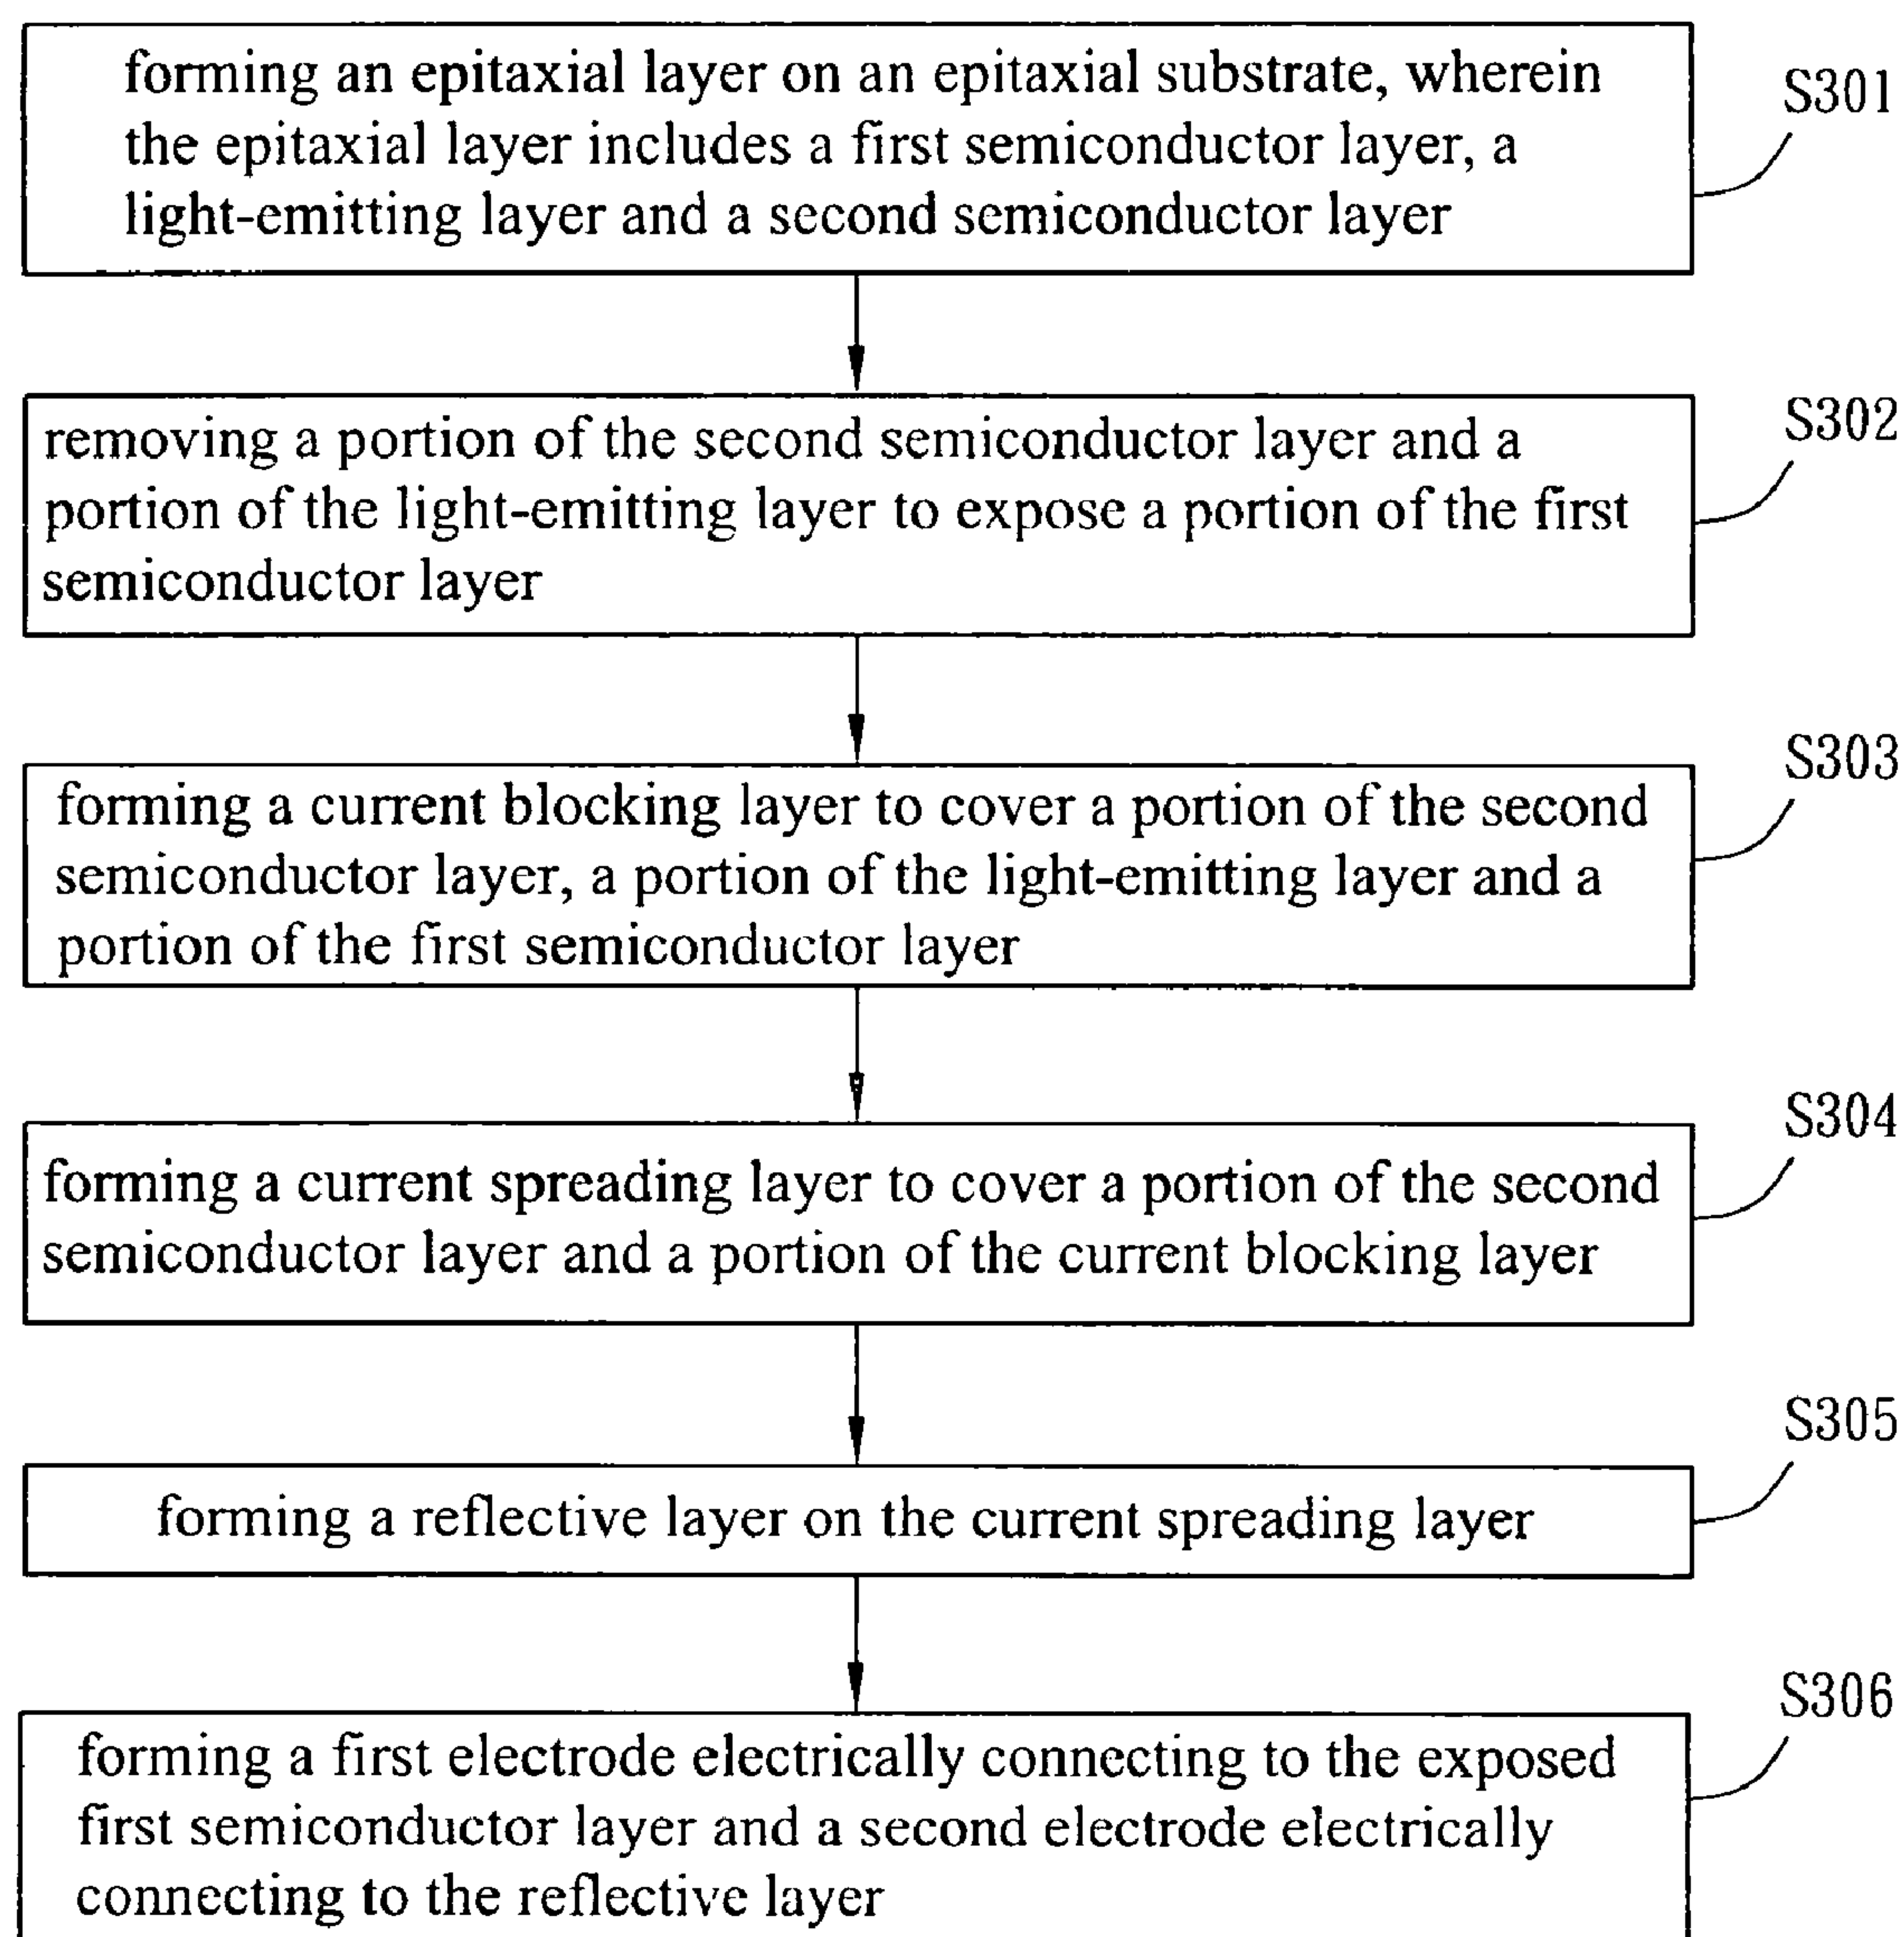 forming an epitaxial layer on an epitaxial substrate, wherein
the epitaxial layer includes a first semiconductor layer, a
light-emitting layer and a second semiconductor layer
S301
removing a portion of the second semiconductor layer and a
portion of the light-emitting layer to expose a portion of the first
semiconductor layer
S302
forming a current blocking layer to cover a portion of the second
semiconductor layer, a portion of the light-emitting layer and a
portion of the first semiconductor layer
S303
forming a current spreading layer to cover a portion of the second
semiconductor layer and a portion of the current blocking layer
S304
forming a reflective layer on the current spreading layer
S305
forming a first electrode electrically connecting to the exposed
first semiconductor layer and a second electrode electrically
connecting to the reflective layer
S306